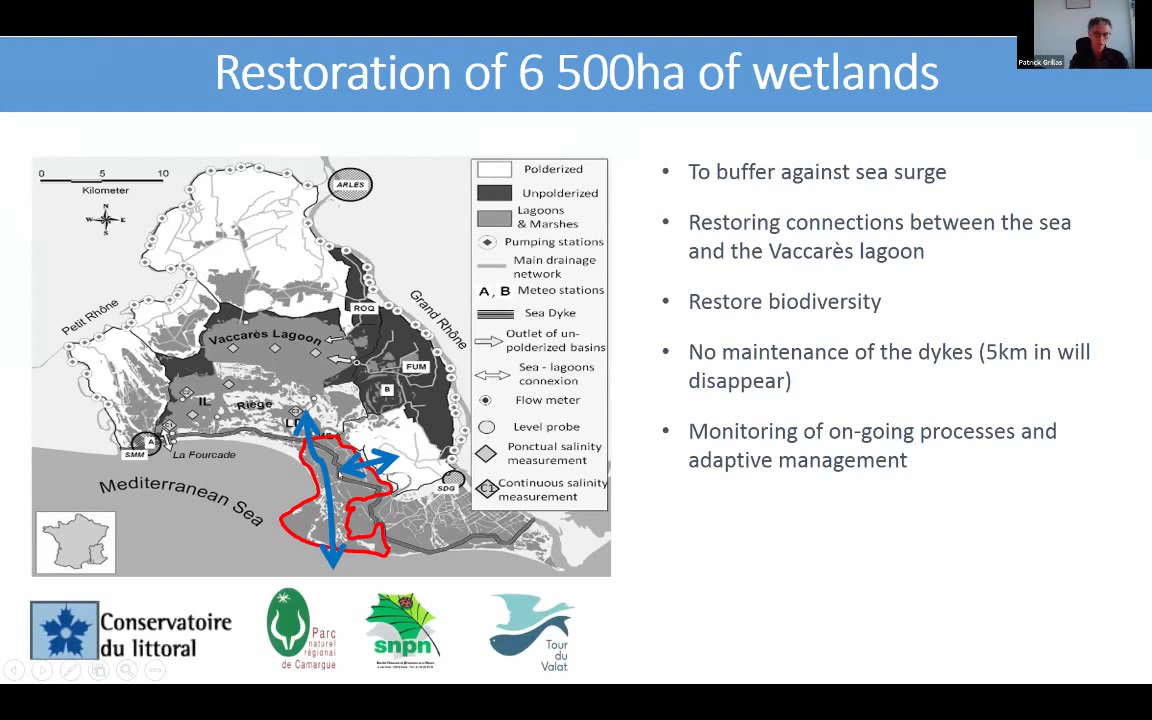 Patrick Grillas
Restoration of 6 500ha of wetlands
0 5 10
Kilometer
N
W E
S
ARLES
Petit Rhône
Grand Rhône
ROQ
Vaccarès Lagoon
FUM
B
C2
IL
Riège
C3
C1
A
SMM
La Fourcade
SDG
Mediterranean Sea
Polderized
Unpolderized
Lagoons
& Marshes
Pumping stations
Main drainage
network
A, B Meteo stations
Sea Dyke
Outlet of un-
polderized basins
Sea - lagoons
connexion
Flow meter
Level probe
Ponctual salinity
measurement
C1 Continuous salinity
measurement
• To buffer against sea surge
• Restoring connections between the sea
and the Vaccarès lagoon
• Restore biodiversity
• No maintenance of the dykes (5km in will
disappear)
• Monitoring of on-going processes and
adaptive management
Conservatoire
du littoral
Parc
naturel
régional
de Camargue
snpn
Tour
du
Valat